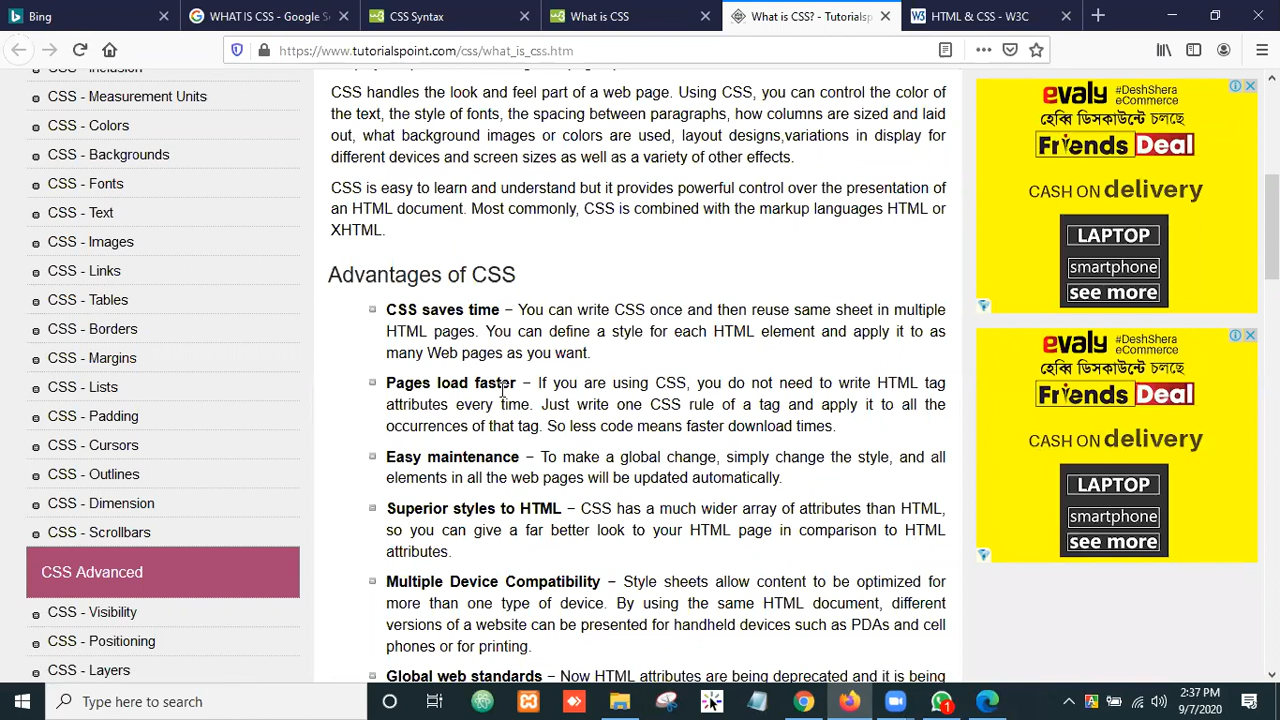 Bing
WHAT IS CSS - Google S
CSS Syntax
What is CSS
What is CSS? - Tutorialsp
HTML & CSS - W3C
https://www.tutorialspoint.com/css/what_is_css.htm
CSS - Measurement Units
CSS - Colors
CSS - Backgrounds
CSS - Fonts
CSS - Text
CSS - Images
CSS - Links
CSS - Tables
CSS - Borders
CSS - Margins
CSS - Lists
CSS - Padding
CSS - Cursors
CSS - Outlines
CSS - Dimension
CSS - Scrollbars
CSS Advanced
CSS - Visibility
CSS - Positioning
CSS - Layers
CSS handles the look and feel part of a web page. Using CSS, you can control the color of
the text, the style of fonts, the spacing between paragraphs, how columns are sized and laid
out, what background images or colors are used, layout designs,variations in display for
different devices and screen sizes as well as a variety of other effects.
CSS is easy to learn and understand but it provides powerful control over the presentation of
an HTML document. Most commonly, CSS is combined with the markup languages HTML or
XHTML.
Advantages of CSS
CSS saves time − You can write CSS once and then reuse same sheet in multiple
HTML pages. You can define a style for each HTML element and apply it to as
many Web pages as you want.
Pages load faster − If you are using CSS, you do not need to write HTML tag
attributes every time. Just write one CSS rule of a tag and apply it to all the
occurrences of that tag. So less code means faster download times.
Easy maintenance − To make a global change, simply change the style, and all
elements in all the web pages will be updated automatically.
Superior styles to HTML − CSS has a much wider array of attributes than HTML,
so you can give a far better look to your HTML page in comparison to HTML
attributes.
Multiple Device Compatibility − Style sheets allow content to be optimized for
more than one type of device. By using the same HTML document, different
versions of a website can be presented for handheld devices such as PDAs and cell
phones or for printing.
Global web standards − Now HTML attributes are being deprecated and it is being
evaly #DeshShera
eCommerce
হেব্বি ডিসকাউন্টে চলছে
Friends Deal
CASH ON delivery
LAPTOP
smartphone
see more
evaly #DeshShera
eCommerce
হেব্বি ডিসকাউন্টে চলছে
Friends Deal
CASH ON delivery
LAPTOP
smartphone
see more
Type here to search
1
2:37 PM
9/7/2020